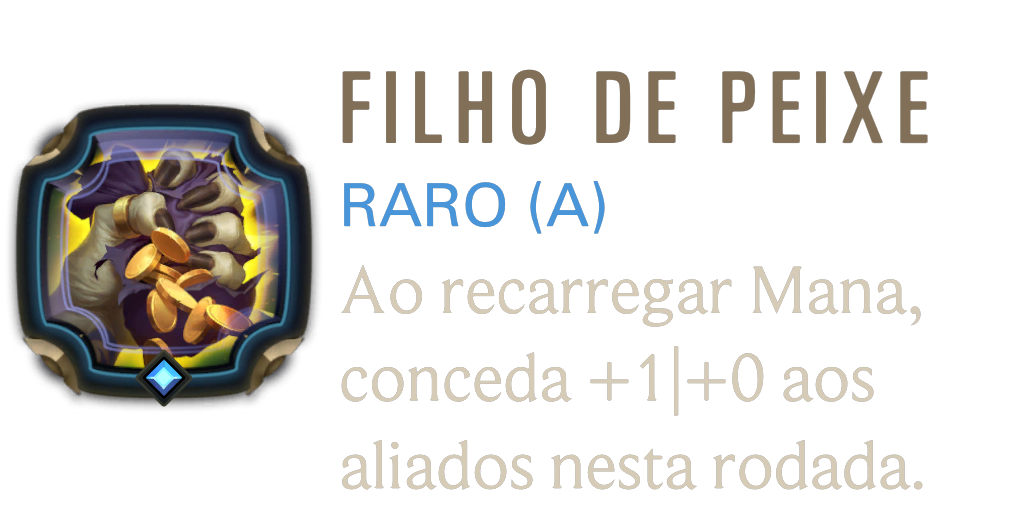 FILHO DE PEIXE
RARO (A)
Ao recarregar Mana,
conceda +1|+0 aos
aliados nesta rodada.